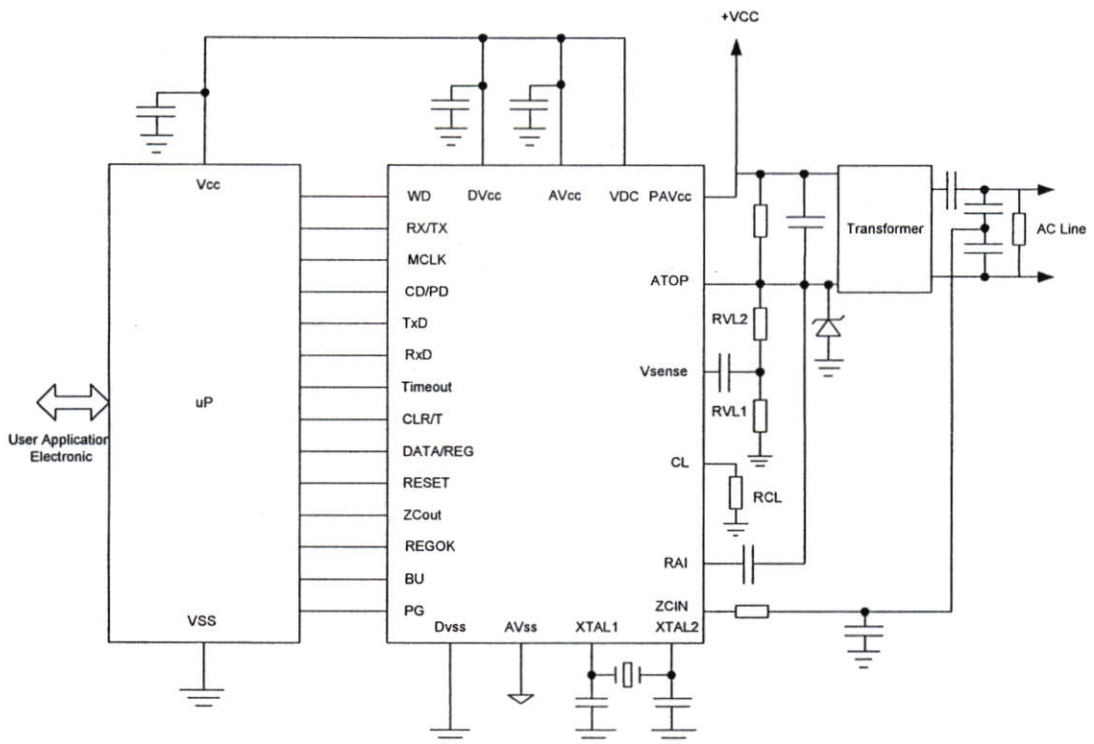 +VCC
Vcc
WD
DVcc
AVcc
VDC
PAVcc
RX/TX
MCLK
CD/PD
TxD
RxD
Timeout
CLR/T
DATA/REG
RESET
ZCout
REGOK
BU
PG
ATOP
Vsense
CL
RAI
ZCIN
Dvss
AVss
XTAL1
XTAL2
uP
VSS
User Application
Electronic
RVL2
RVL1
RCL
Transformer
AC Line